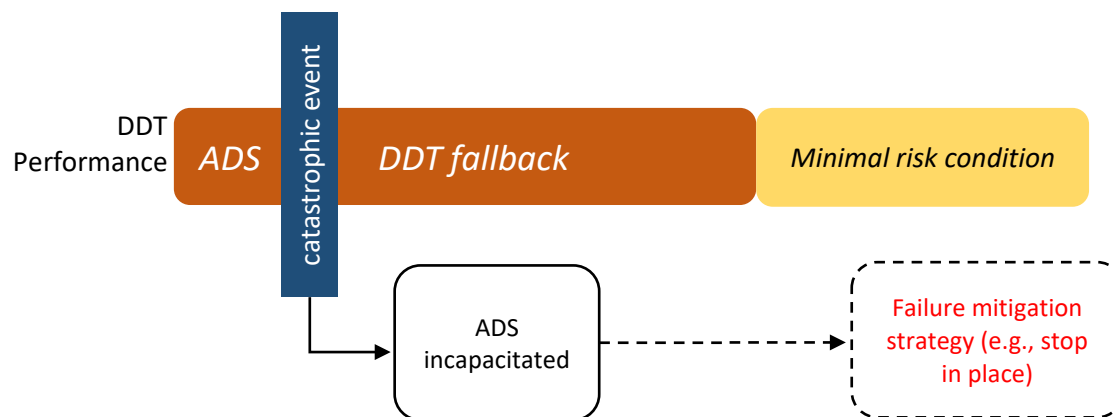 catastrophic event
DDT
Performance
ADS
DDT fallback
Minimal risk condition
ADS
incapacitated
Failure mitigation
strategy (e.g., stop
in place)